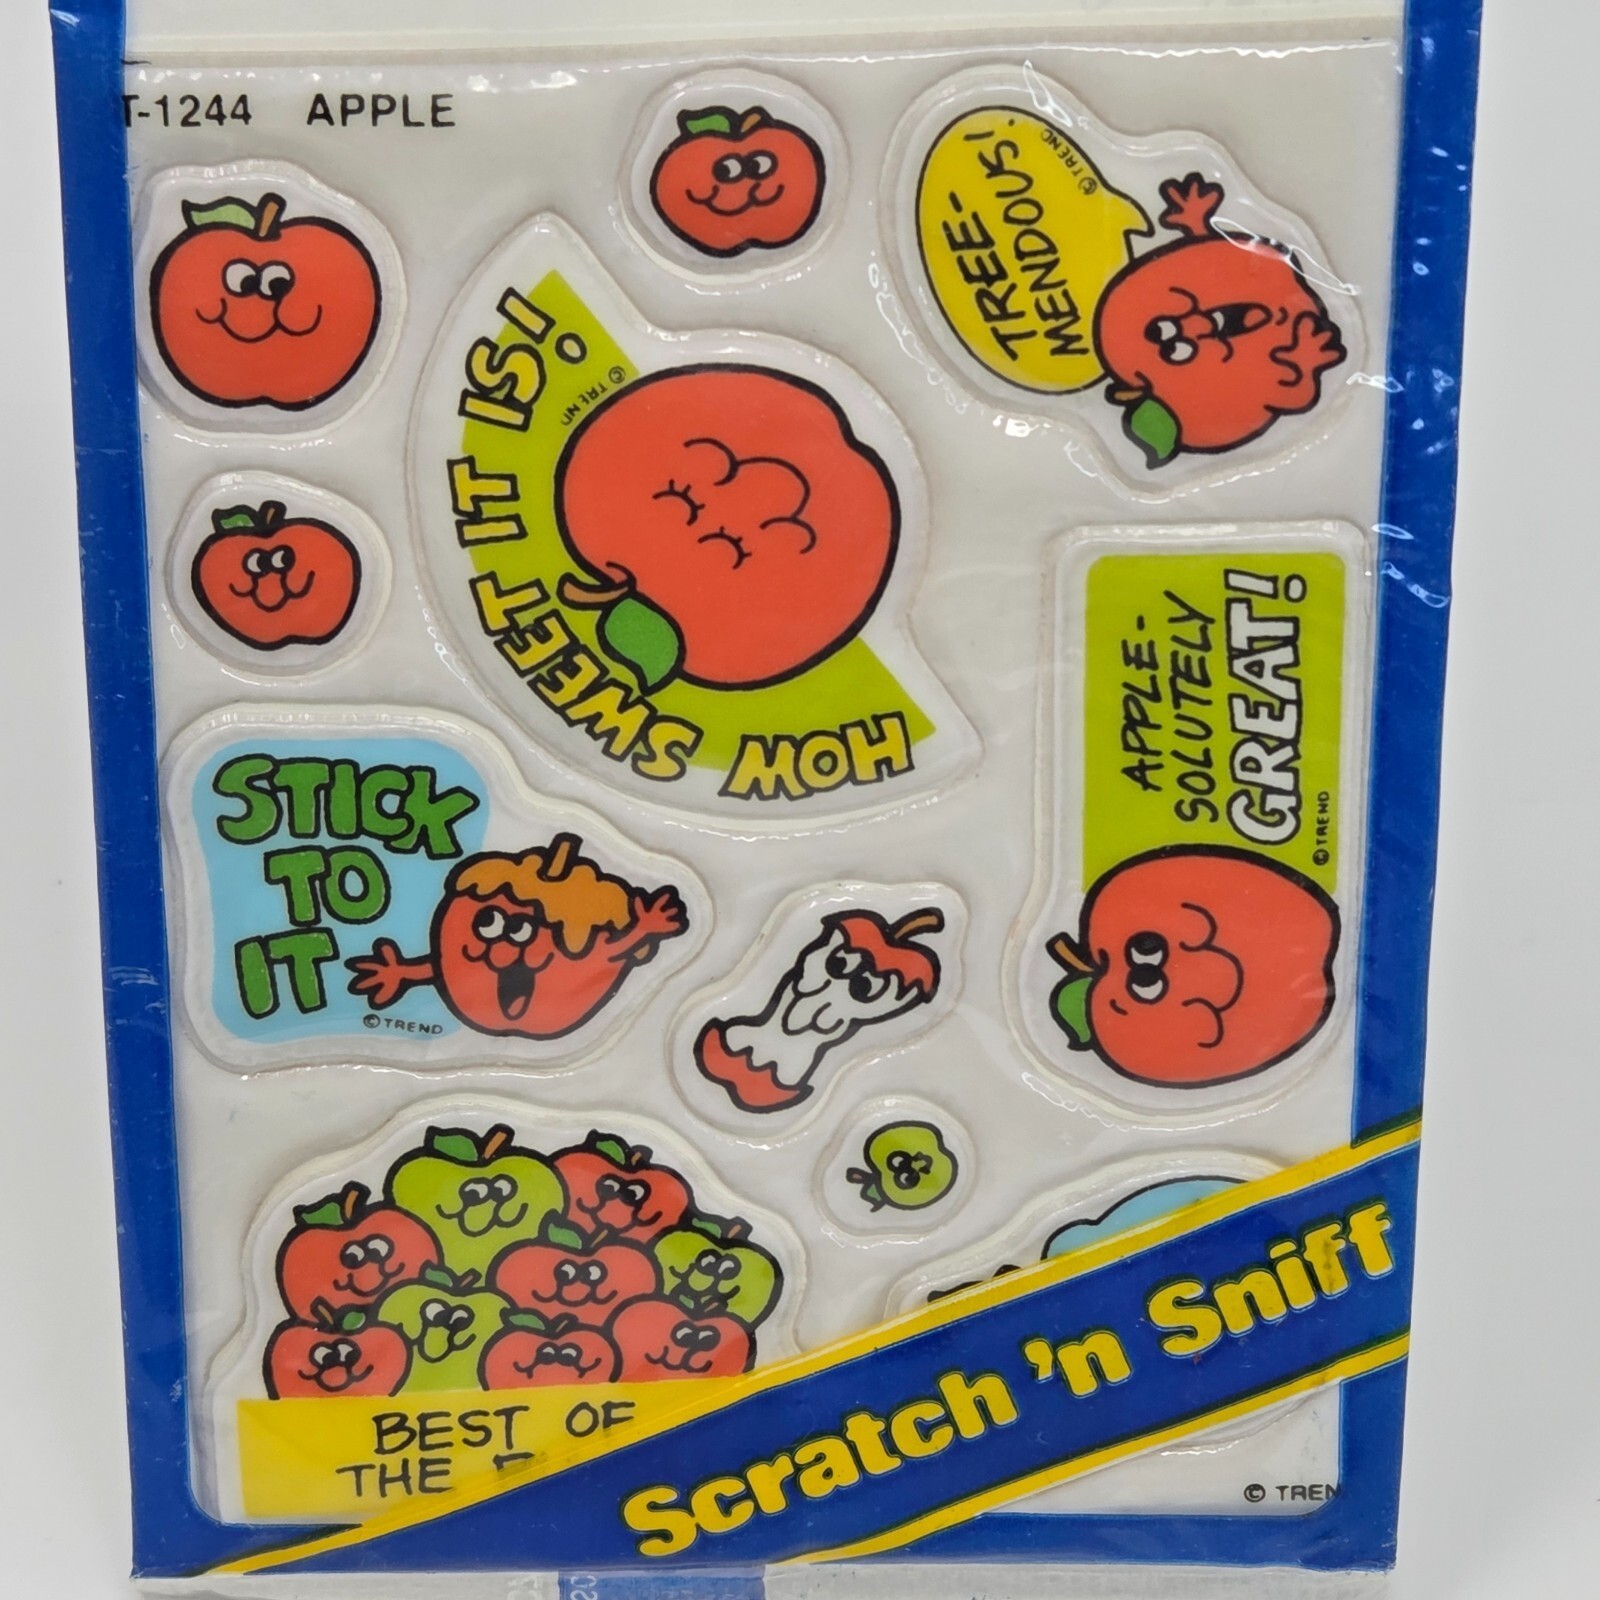 T-1244 APPLE
TREE-
MENDOUS!
© TREND
HOW SWEET IT IS!
© TREND
APPLE-
SOLUTELY
GREAT!
© TREND
STICK
TO
IT
© TREND
BEST OF
THE
Scratch 'n Sniff
© TREN